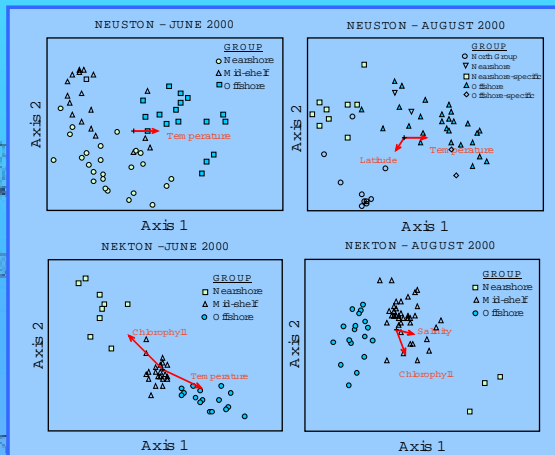 NEUSTON – JUNE 2000
GROUP
Nearshore
Mid-shelf
Offshore
Temperature
Axis 2
Axis 1
NEUSTON – AUGUST 2000
GROUP
North Group
Nearshore
Nearshore-specific
Offshore
Offshore-specific
Temperature
Latitude
Axis 2
Axis 1
NEKTON – JUNE 2000
GROUP
Nearshore
Mid-shelf
Offshore
Chlorophyll
Temperature
Axis 2
Axis 1
NEKTON – AUGUST 2000
GROUP
Nearshore
Mid-shelf
Offshore
Salinity
Chlorophyll
Axis 2
Axis 1